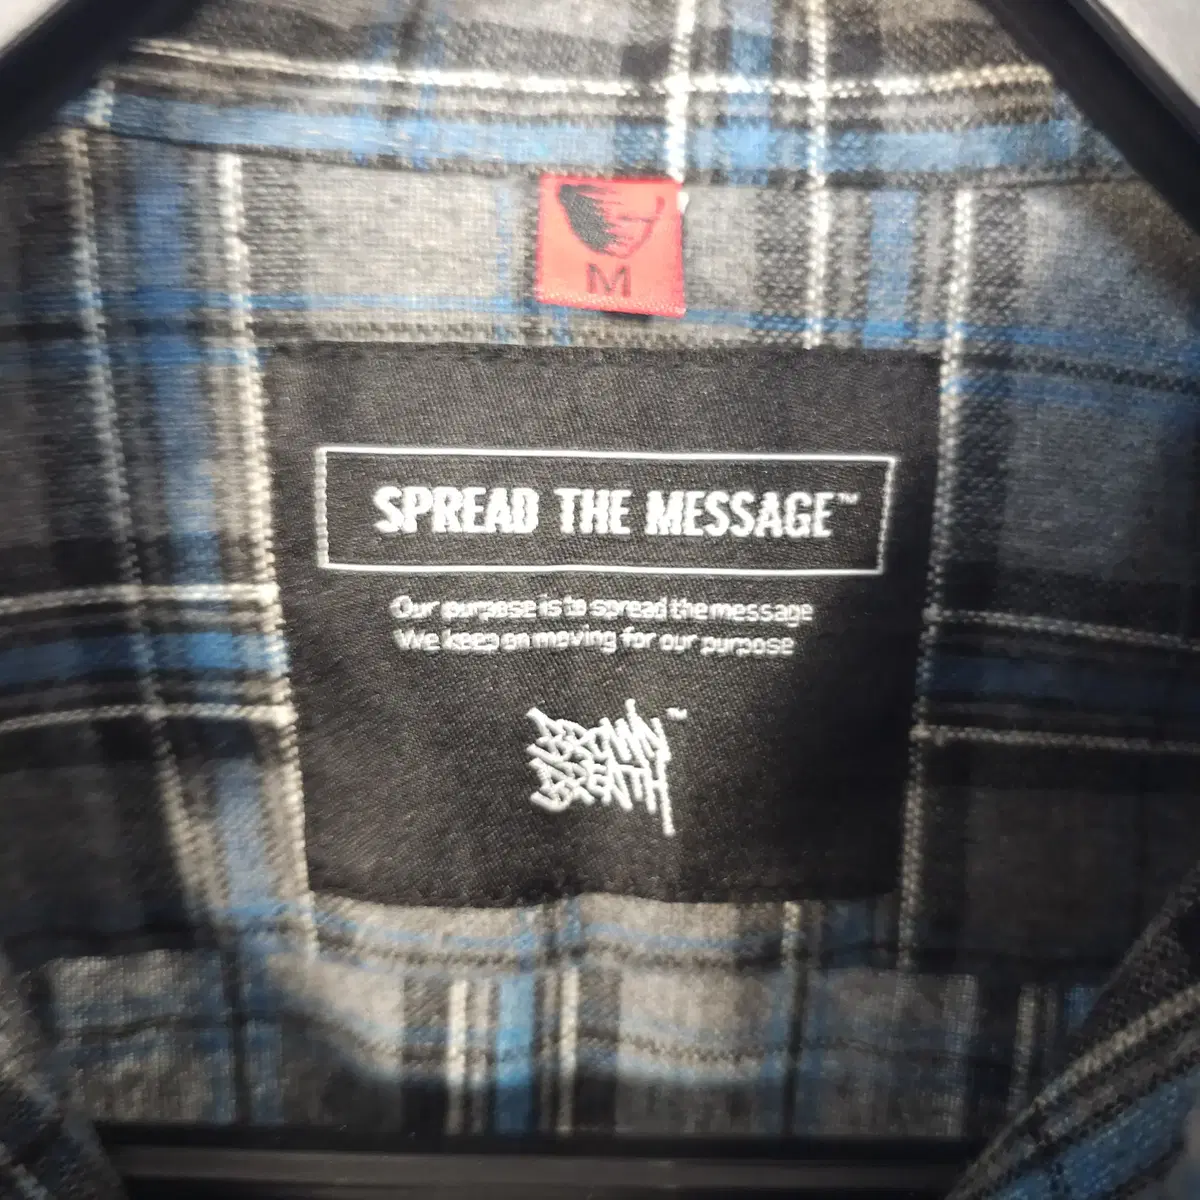 M
SPREAD THE MESSAGE™
Our purpose is to spread the message
We keep on moving for our purpose
BROWN
BREATH™